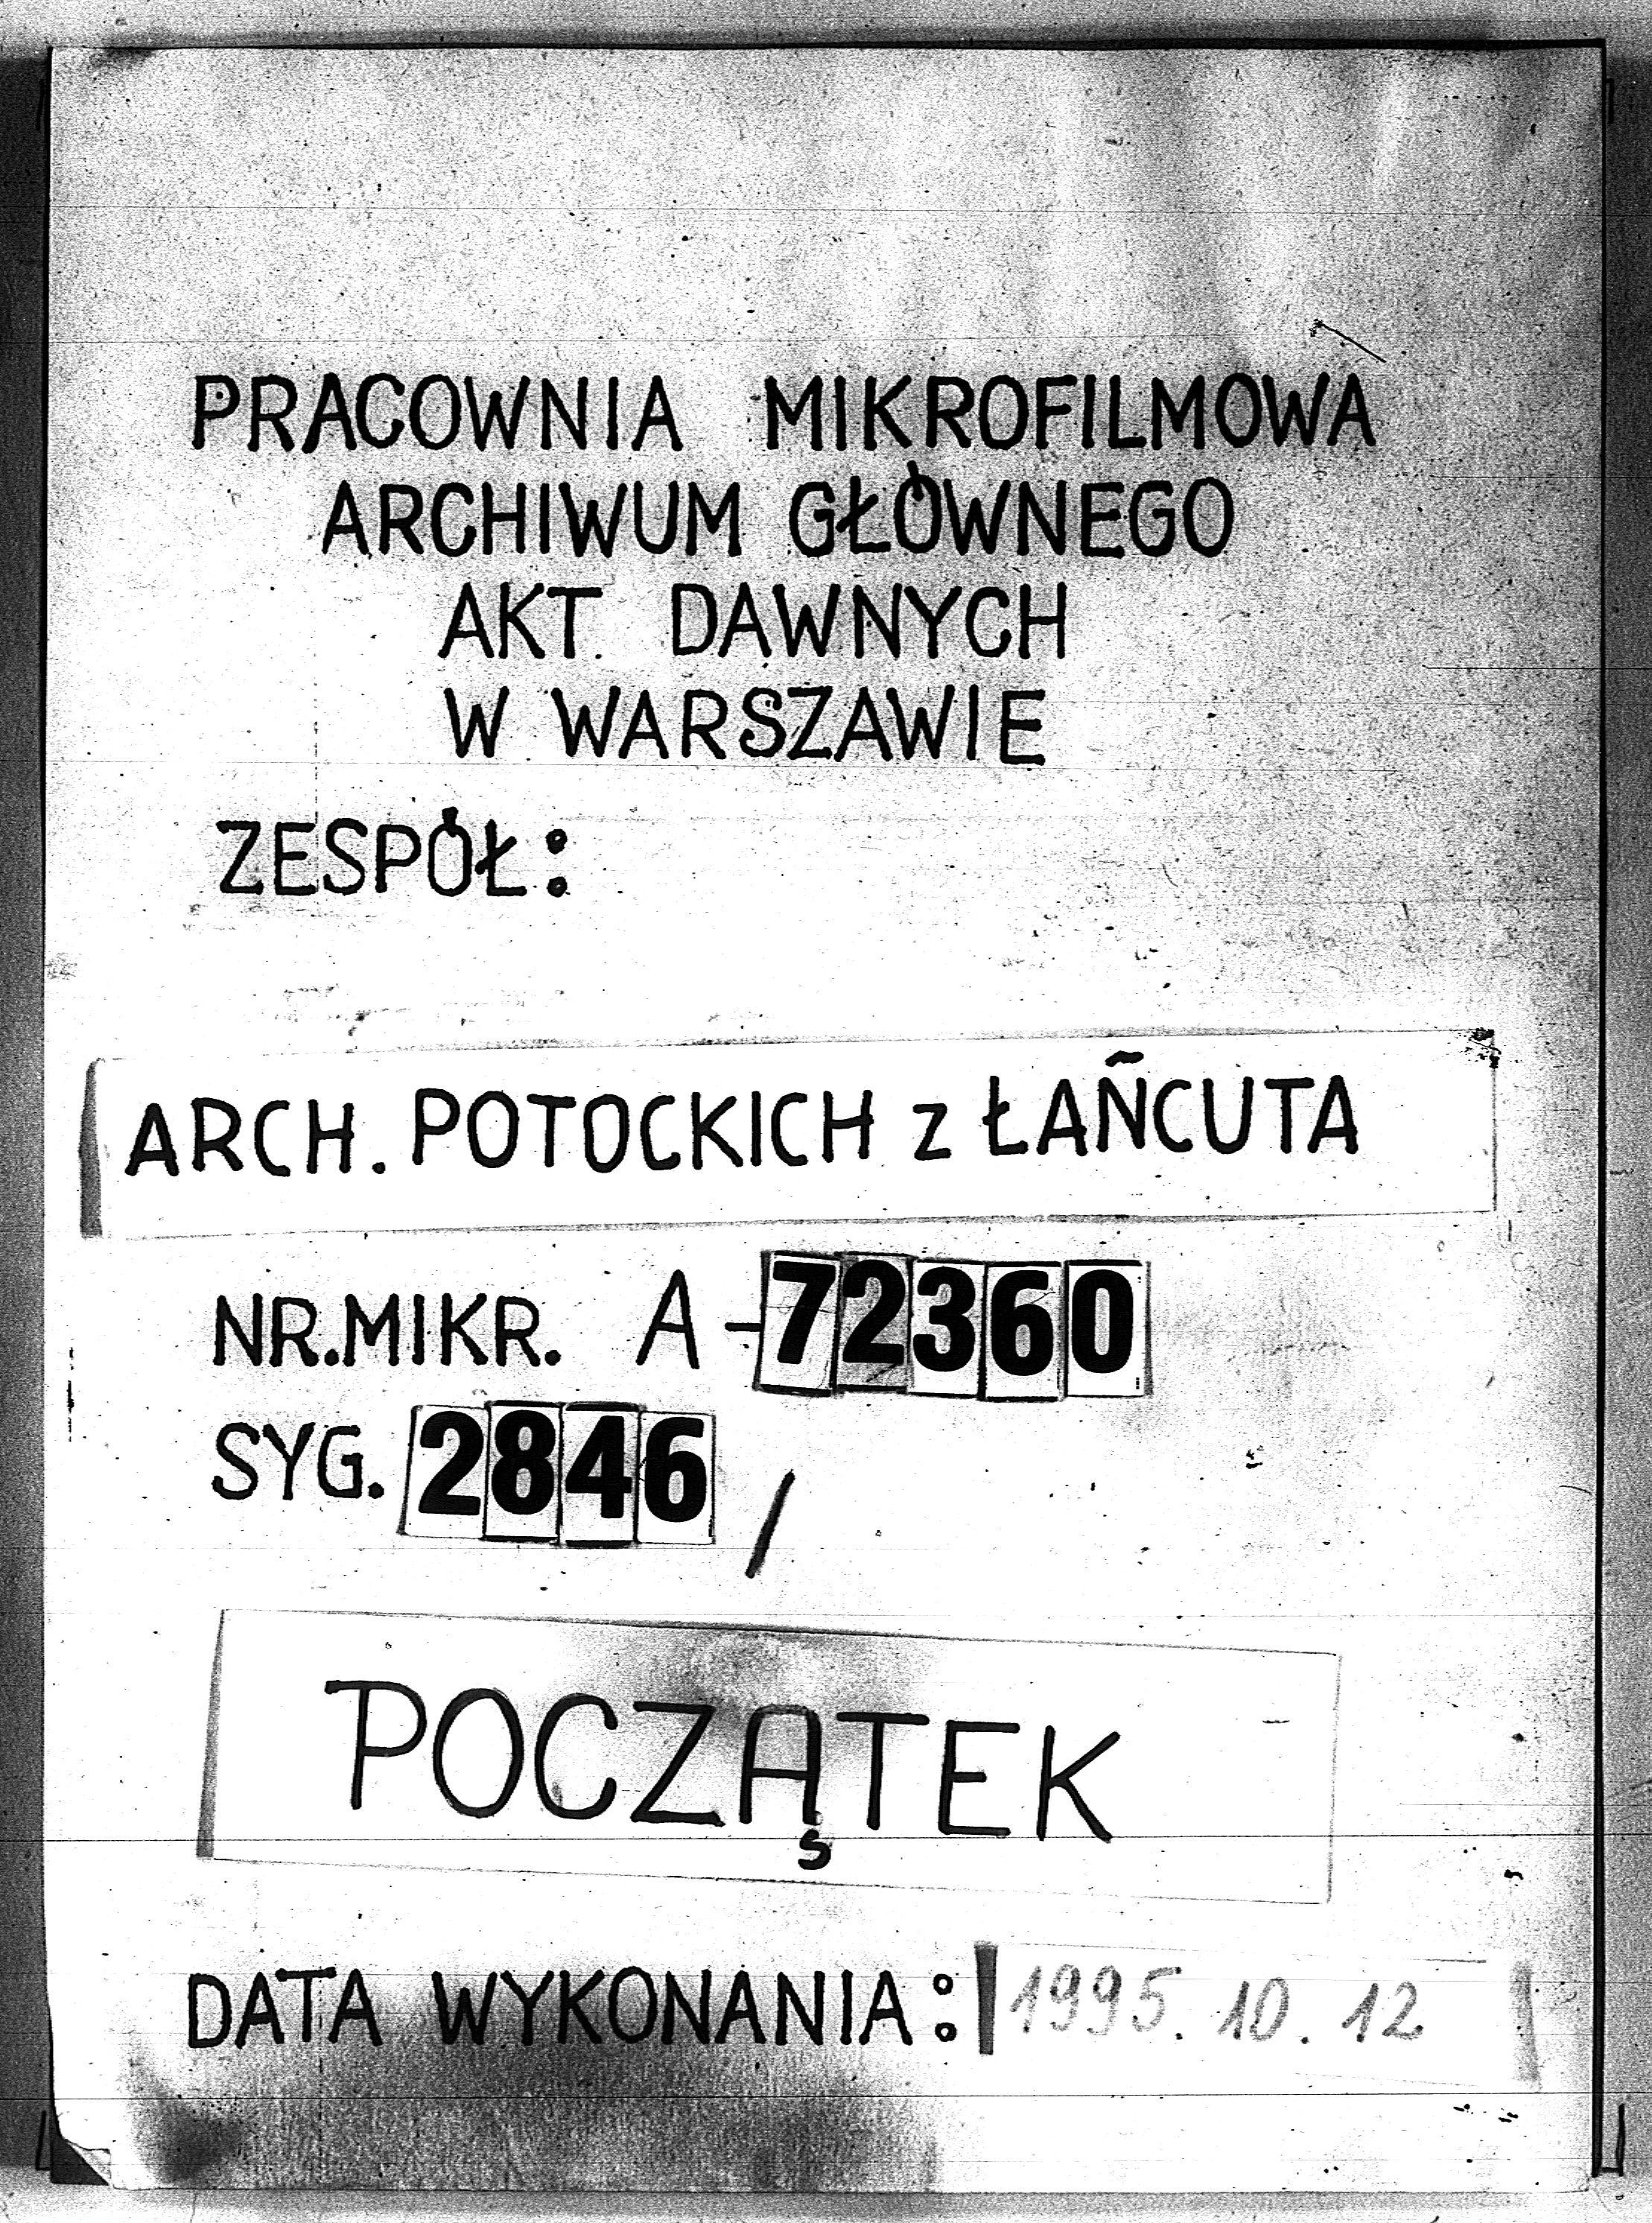 PRACOWNIA MIKROFILMOWA
ARCHIWUM GŁÓWNEGO
AKT DAWNYCH
W WARSZAWIE
ZESPÓŁ:
ARCH. POTOCKICH z ŁAŃCUTA
NR.MIKR. A-72360
SYG. 2846/
POCZĄTEK
DATA WYKONANIA: 1995.10.12